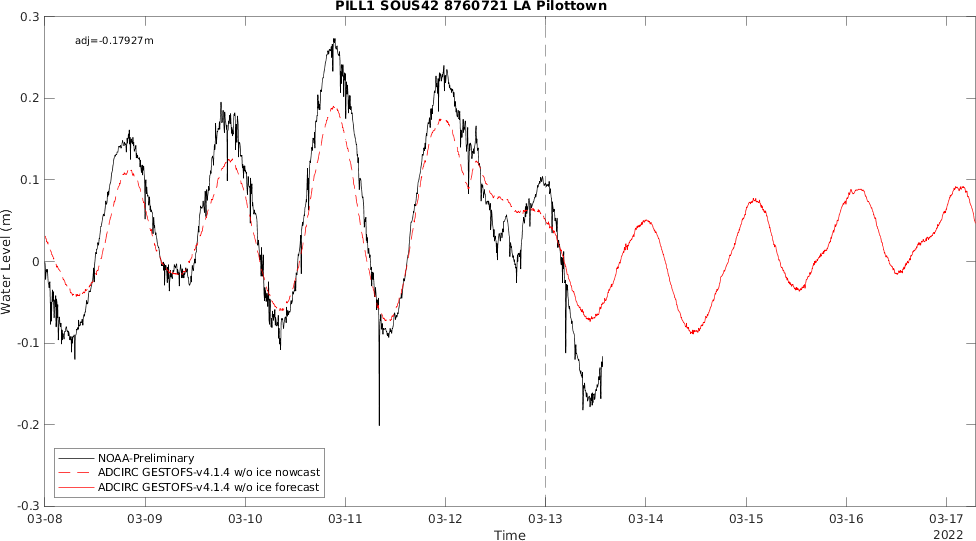 PILL1 SOUS42 8760721 LA Pilottown
adj=-0.17927m
0.3
0.2
0.1
0
-0.1
-0.2
-0.3
Water Level (m)
NOAA-Preliminary
ADCIRC GESTOFS-v4.1.4 w/o ice nowcast
ADCIRC GESTOFS-v4.1.4 w/o ice forecast
03-08 03-09 03-10 03-11 03-12 03-13 03-14 03-15 03-16 03-17
Time
2022